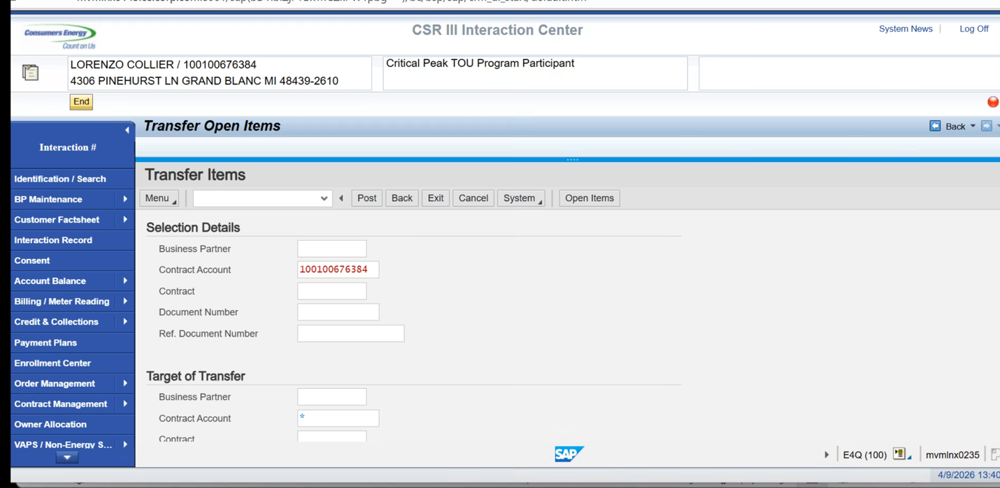 Consumers Energy
Count on Us
CSR III Interaction Center
System News
Log Off
LORENZO COLLIER / 100100676384
4306 PINEHURST LN GRAND BLANC MI 48439-2610
Critical Peak TOU Program Participant
End
Transfer Open Items
Back
Interaction #
Identification / Search
BP Maintenance
Customer Factsheet
Interaction Record
Consent
Account Balance
Billing / Meter Reading
Credit & Collections
Payment Plans
Enrollment Center
Order Management
Contract Management
Owner Allocation
VAPS / Non-Energy S...
Transfer Items
Menu
Post
Back
Exit
Cancel
System
Open Items
Selection Details
Business Partner
Contract Account 100100676384
Contract
Document Number
Ref. Document Number
Target of Transfer
Business Partner
Contract Account *
Contract
SAP
E4Q (100)
mvmlnx0235
4/9/2026 13:40